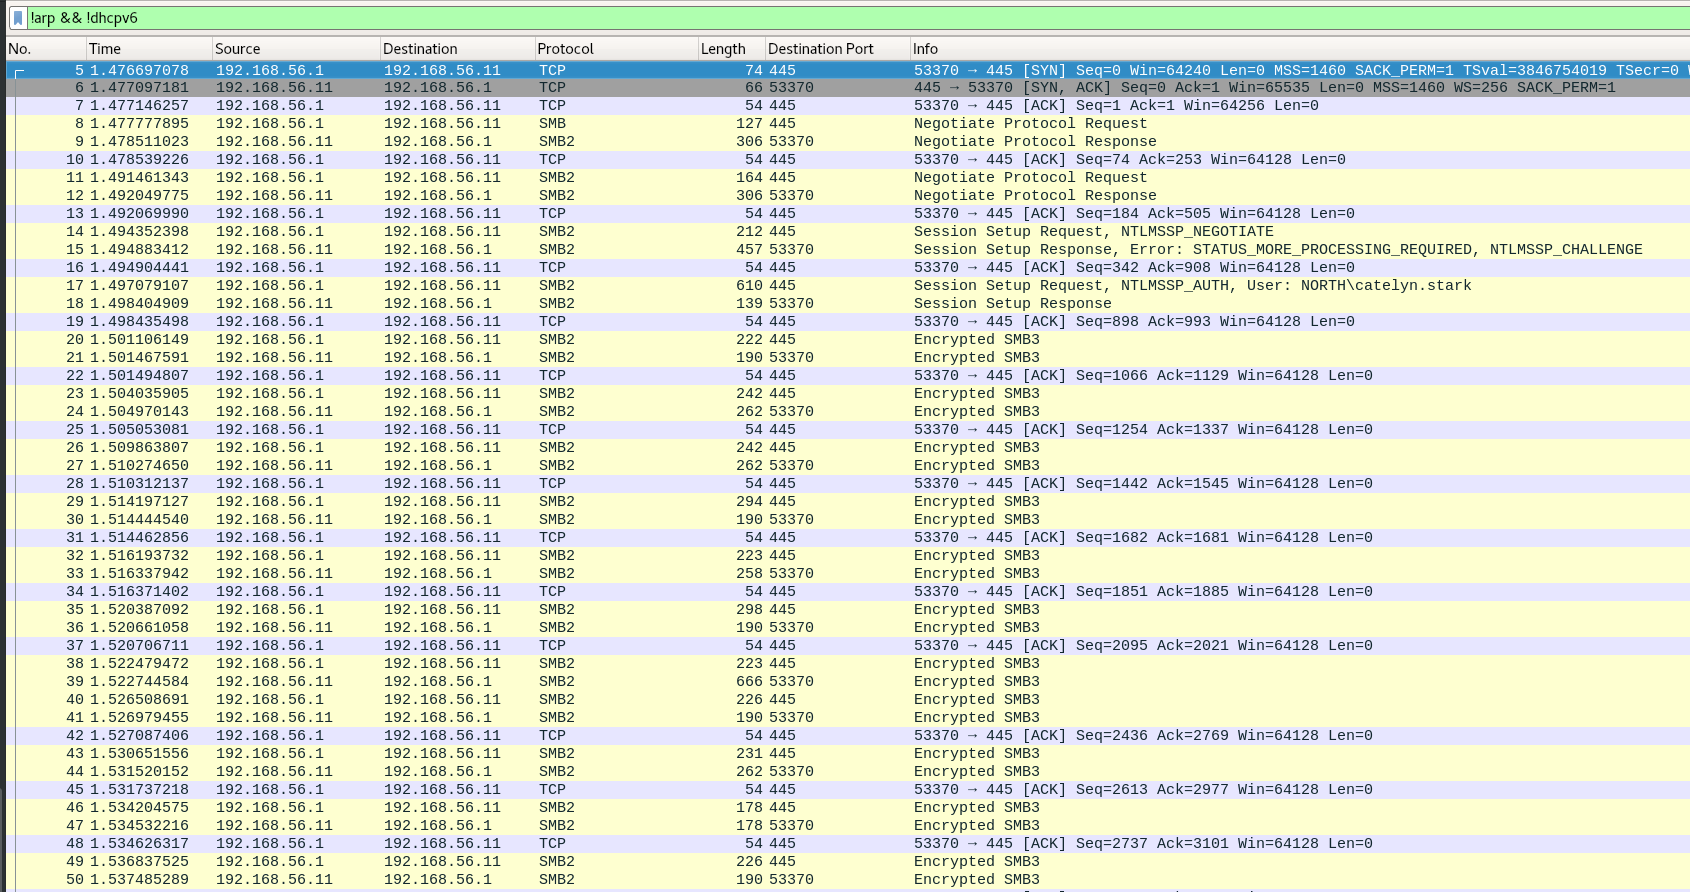 !arp && !dhcpv6
No. Time Source Destination Protocol Length Destination Port Info
5 1.476697078 192.168.56.1 192.168.56.11 TCP 74 445 53370 → 445 [SYN] Seq=0 Win=64240 Len=0 MSS=1460 SACK_PERM=1 TSval=3846754019 TSecr=0
6 1.477097181 192.168.56.11 192.168.56.1 TCP 66 53370 445 → 53370 [SYN, ACK] Seq=0 Ack=1 Win=65535 Len=0 MSS=1460 WS=256 SACK_PERM=1
7 1.477146257 192.168.56.1 192.168.56.11 TCP 54 445 53370 → 445 [ACK] Seq=1 Ack=1 Win=64256 Len=0
8 1.477777895 192.168.56.1 192.168.56.11 SMB 127 445 Negotiate Protocol Request
9 1.478511023 192.168.56.11 192.168.56.1 SMB2 306 53370 Negotiate Protocol Response
10 1.478539226 192.168.56.1 192.168.56.11 TCP 54 445 53370 → 445 [ACK] Seq=74 Ack=253 Win=64128 Len=0
11 1.491461343 192.168.56.1 192.168.56.11 SMB2 164 445 Negotiate Protocol Request
12 1.492049775 192.168.56.11 192.168.56.1 SMB2 306 53370 Negotiate Protocol Response
13 1.492069990 192.168.56.1 192.168.56.11 TCP 54 445 53370 → 445 [ACK] Seq=184 Ack=505 Win=64128 Len=0
14 1.494352398 192.168.56.1 192.168.56.11 SMB2 212 445 Session Setup Request, NTLMSSP_NEGOTIATE
15 1.494883412 192.168.56.11 192.168.56.1 SMB2 457 53370 Session Setup Response, Error: STATUS_MORE_PROCESSING_REQUIRED, NTLMSSP_CHALLENGE
16 1.494904441 192.168.56.1 192.168.56.11 TCP 54 445 53370 → 445 [ACK] Seq=342 Ack=908 Win=64128 Len=0
17 1.497079107 192.168.56.1 192.168.56.11 SMB2 610 445 Session Setup Request, NTLMSSP_AUTH, User: NORTH\catelyn.stark
18 1.498404909 192.168.56.11 192.168.56.1 SMB2 139 53370 Session Setup Response
19 1.498435498 192.168.56.1 192.168.56.11 TCP 54 445 53370 → 445 [ACK] Seq=898 Ack=993 Win=64128 Len=0
20 1.501106149 192.168.56.1 192.168.56.11 SMB2 222 445 Encrypted SMB3
21 1.501467591 192.168.56.11 192.168.56.1 SMB2 190 53370 Encrypted SMB3
22 1.501494807 192.168.56.1 192.168.56.11 TCP 54 445 53370 → 445 [ACK] Seq=1066 Ack=1129 Win=64128 Len=0
23 1.504035905 192.168.56.1 192.168.56.11 SMB2 242 445 Encrypted SMB3
24 1.504970143 192.168.56.11 192.168.56.1 SMB2 262 53370 Encrypted SMB3
25 1.505053081 192.168.56.1 192.168.56.11 TCP 54 445 53370 → 445 [ACK] Seq=1254 Ack=1337 Win=64128 Len=0
26 1.509863807 192.168.56.1 192.168.56.11 SMB2 242 445 Encrypted SMB3
27 1.510274650 192.168.56.11 192.168.56.1 SMB2 262 53370 Encrypted SMB3
28 1.510312137 192.168.56.1 192.168.56.11 TCP 54 445 53370 → 445 [ACK] Seq=1442 Ack=1545 Win=64128 Len=0
29 1.514197127 192.168.56.1 192.168.56.11 SMB2 294 445 Encrypted SMB3
30 1.514444540 192.168.56.11 192.168.56.1 SMB2 190 53370 Encrypted SMB3
31 1.514462856 192.168.56.1 192.168.56.11 TCP 54 445 53370 → 445 [ACK] Seq=1682 Ack=1681 Win=64128 Len=0
32 1.516193732 192.168.56.1 192.168.56.11 SMB2 223 445 Encrypted SMB3
33 1.516337942 192.168.56.11 192.168.56.1 SMB2 258 53370 Encrypted SMB3
34 1.516371402 192.168.56.1 192.168.56.11 TCP 54 445 53370 → 445 [ACK] Seq=1851 Ack=1885 Win=64128 Len=0
35 1.520387092 192.168.56.1 192.168.56.11 SMB2 298 445 Encrypted SMB3
36 1.520661058 192.168.56.11 192.168.56.1 SMB2 190 53370 Encrypted SMB3
37 1.520706711 192.168.56.1 192.168.56.11 TCP 54 445 53370 → 445 [ACK] Seq=2095 Ack=2021 Win=64128 Len=0
38 1.522479472 192.168.56.1 192.168.56.11 SMB2 223 445 Encrypted SMB3
39 1.522744584 192.168.56.11 192.168.56.1 SMB2 666 53370 Encrypted SMB3
40 1.526508691 192.168.56.1 192.168.56.11 SMB2 226 445 Encrypted SMB3
41 1.526979455 192.168.56.11 192.168.56.1 SMB2 190 53370 Encrypted SMB3
42 1.527087406 192.168.56.1 192.168.56.11 TCP 54 445 53370 → 445 [ACK] Seq=2436 Ack=2769 Win=64128 Len=0
43 1.530651556 192.168.56.1 192.168.56.11 SMB2 231 445 Encrypted SMB3
44 1.531520152 192.168.56.11 192.168.56.1 SMB2 262 53370 Encrypted SMB3
45 1.531737218 192.168.56.1 192.168.56.11 TCP 54 445 53370 → 445 [ACK] Seq=2613 Ack=2977 Win=64128 Len=0
46 1.534204575 192.168.56.1 192.168.56.11 SMB2 178 445 Encrypted SMB3
47 1.534532216 192.168.56.11 192.168.56.1 SMB2 178 53370 Encrypted SMB3
48 1.534626317 192.168.56.1 192.168.56.11 TCP 54 445 53370 → 445 [ACK] Seq=2737 Ack=3101 Win=64128 Len=0
49 1.536837525 192.168.56.1 192.168.56.11 SMB2 226 445 Encrypted SMB3
50 1.537485289 192.168.56.11 192.168.56.1 SMB2 190 53370 Encrypted SMB3